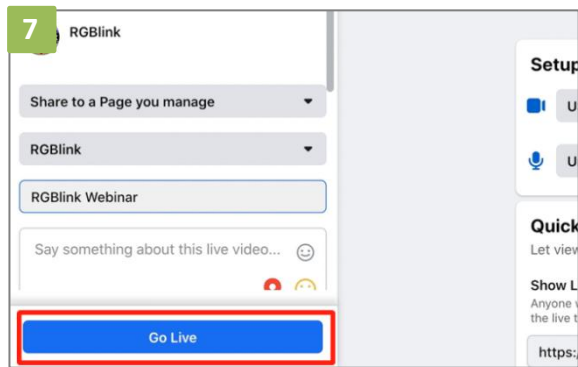 7
RGBlink
Share to a Page you manage
RGBlink
RGBlink Webinar
Say something about this live video...
Go Live
Setup
U
U
Quick
Let view
Show L
Anyone
the live t
https:/